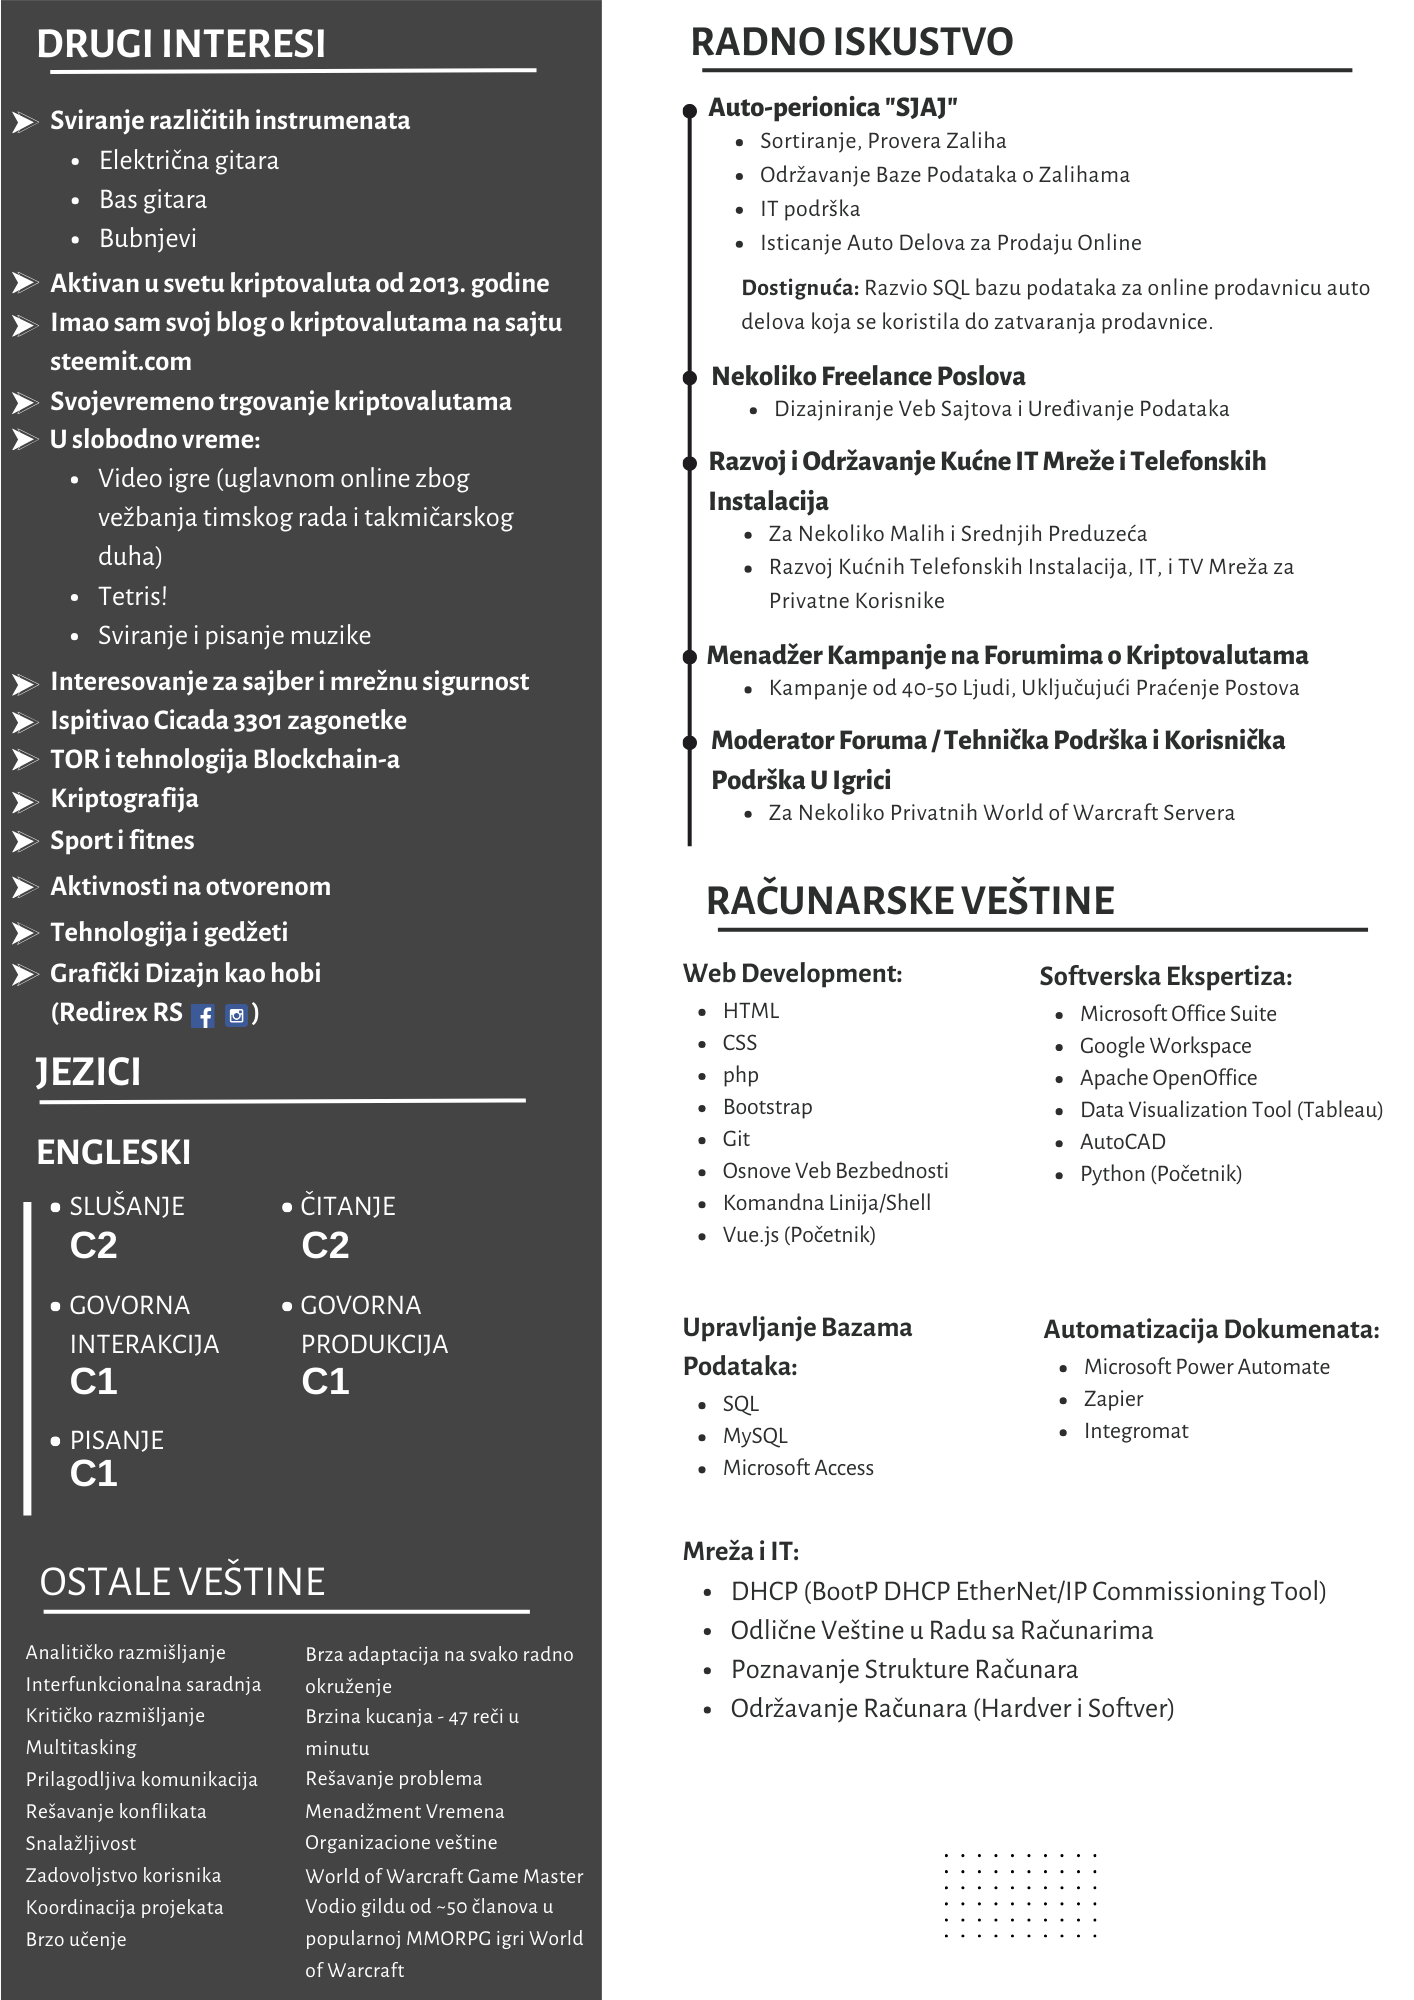 DRUGI INTERESI
Sviranje različitih instrumenata
Električna gitara
Bas gitara
Bubnjevi
Aktivan u svetu kriptovaluta od 2013. godine
Imao sam svoj blog o kriptovalutama na sajtu
steemit.com
Svojevremeno trgovanje kriptovalutama
U slobodno vreme:
Video igre (uglavnom online zbog
vežbanja timskog rada i takmičarskog
duha)
Tetris!
Sviranje i pisanje muzike
Interesovanje za sajber i mrežnu sigurnost
Ispitivao Cicada 3301 zagonetke
TOR i tehnologija Blockchain-a
Kriptografija
Sport i fitnes
Aktivnosti na otvorenom
Tehnologija i gedžeti
Grafički Dizajn kao hobi
(Redirex RS )
JEZICI
ENGLESKI
SLUŠANJE
C2
ČITANJE
C2
GOVORNA
INTERAKCIJA
C1
GOVORNA
PRODUKCIJA
C1
PISANJE
C1
OSTALE VEŠTINE
Analitičko razmišljanje
Interfunkcionalna saradnja
Kritičko razmišljanje
Multitasking
Prilagodljiva komunikacija
Rešavanje konflikata
Snalažljivost
Zadovoljstvo korisnika
Koordinacija projekata
Brzo učenje
Brza adaptacija na svako radno
okruženje
Brzina kucanja - 47 reči u
minutu
Rešavanje problema
Menadžment Vremena
Organizacione veštine
World of Warcraft Game Master
Vodio gildu od ~50 članova u
popularnoj MMORPG igri World
of Warcraft
RADNO ISKUSTVO
Auto-perionica "SJAJ"
Sortiranje, Provera Zaliha
Održavanje Baze Podataka o Zalihama
IT podrška
Isticanje Auto Delova za Prodaju Online
Dostignuća: Razvio SQL bazu podataka za online prodavnicu auto
delova koja se koristila do zatvaranja prodavnice.
Nekoliko Freelance Poslova
Dizajniranje Veb Sajtova i Uređivanje Podataka
Razvoj i Održavanje Kućne IT Mreže i Telefonskih
Instalacija
Za Nekoliko Malih i Srednjih Preduzeća
Razvoj Kućnih Telefonskih Instalacija, IT, i TV Mreža za
Privatne Korisnike
Menadžer Kampanje na Forumima o Kriptovalutama
Kampanje od 40-50 Ljudi, Uključujući Praćenje Postova
Moderator Foruma / Tehnička Podrška i Korisnička
Podrška U Igrici
Za Nekoliko Privatnih World of Warcraft Servera
RAČUNARSKE VEŠTINE
Web Development:
HTML
CSS
php
Bootstrap
Git
Osnove Veb Bezbednosti
Komandna Linija/Shell
Vue.js (Početnik)
Softverska Ekspertiza:
Microsoft Office Suite
Google Workspace
Apache OpenOffice
Data Visualization Tool (Tableau)
AutoCAD
Python (Početnik)
Upravljanje Bazama
Podataka:
SQL
MySQL
Microsoft Access
Automatizacija Dokumenata:
Microsoft Power Automate
Zapier
Integromat
Mreža i IT:
DHCP (BootP DHCP EtherNet/IP Commissioning Tool)
Odlične Veštine u Radu sa Računarima
Poznavanje Strukture Računara
Održavanje Računara (Hardver i Softver)